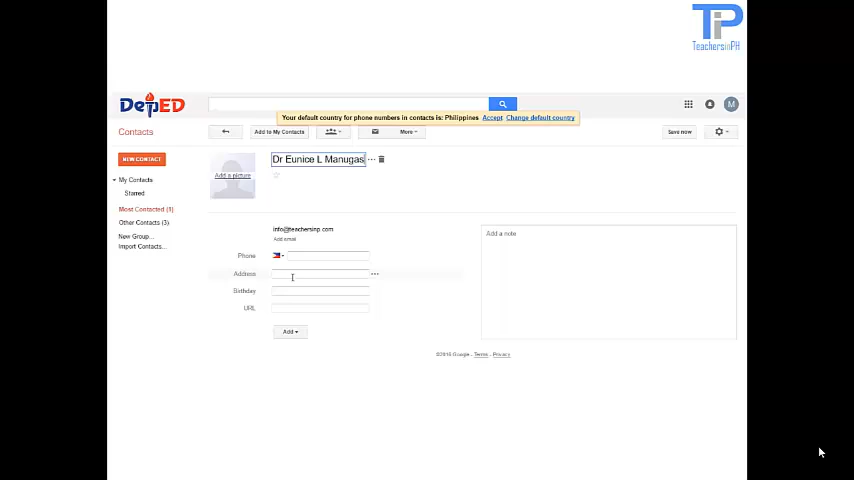 TeachersinPH
DepED
Your default country for phone numbers in contacts is: Philippines Accept Change default country
Contacts
Add to My Contacts
More
Save now
NEW CONTACT
Dr Eunice L Manugas
Add a picture
My Contacts
Starred
Most Contacted (1)
Other Contacts (3)
New Group...
Import Contacts...
info@teachersinp.com
Add email
Add a note
Phone
Address
Birthday
URL
Add
©2016 Google - Terms - Privacy
M